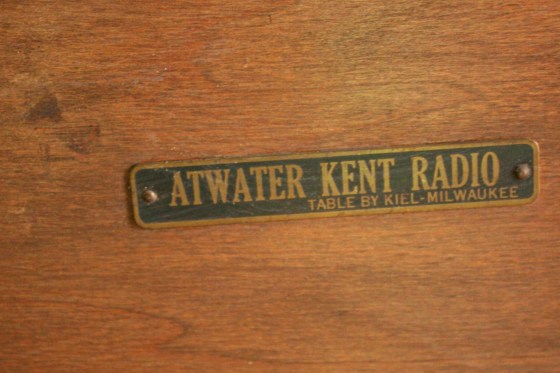 ATWATER KENT RADIO
TABLE BY KIEL-MILWAUKEE